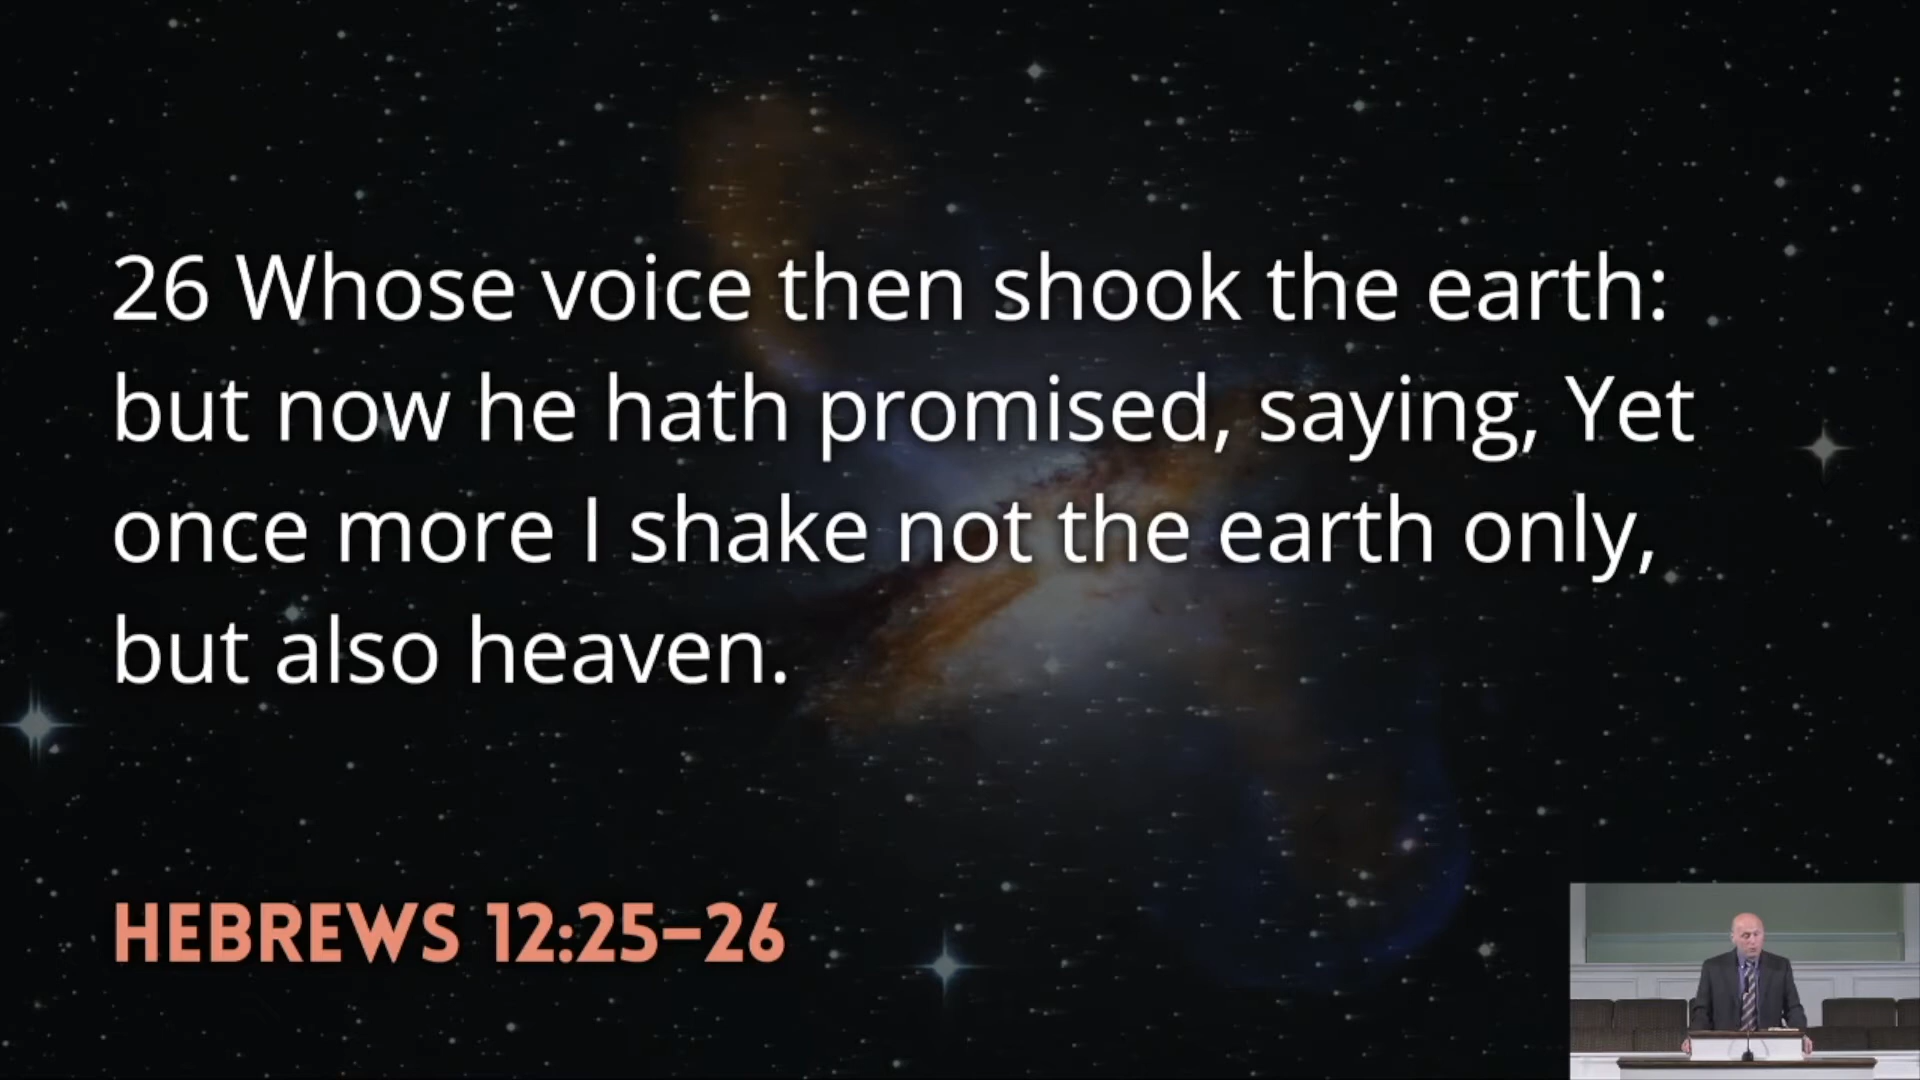 26 Whose voice then shook the earth:
but now he hath promised, saying, Yet
once more I shake not the earth only,
but also heaven.
HEBREWS 12:25–26